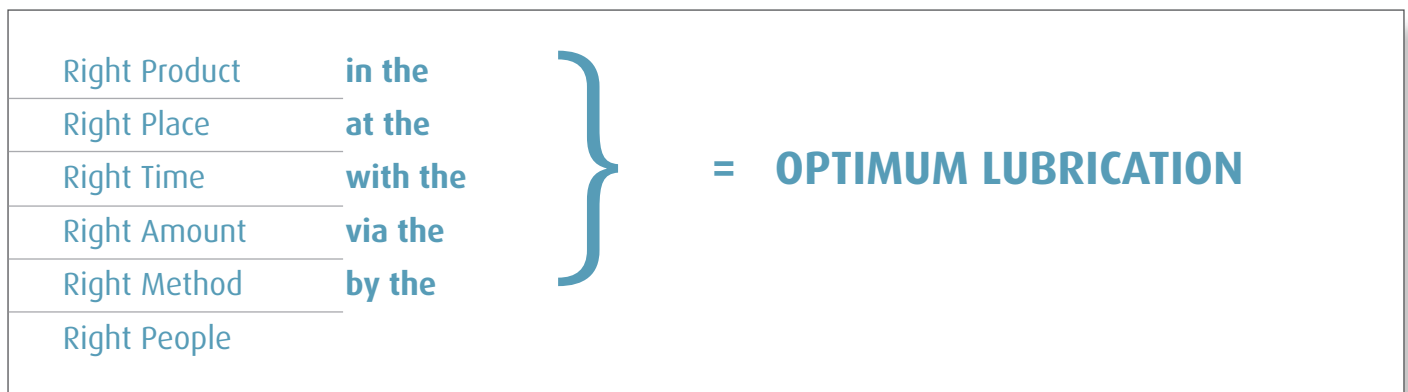 Right Product in the
Right Place at the
Right Time with the
Right Amount via the
Right Method by the
Right People
} = OPTIMUM LUBRICATION